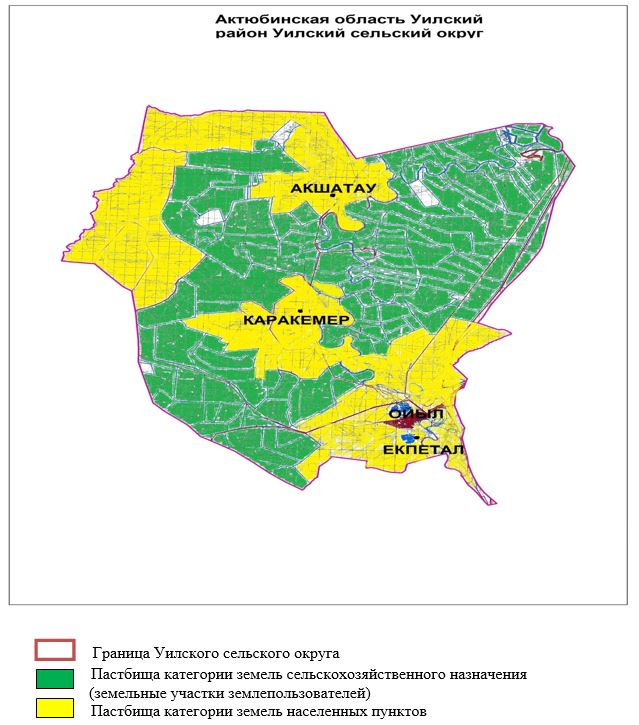 Актюбинская область Уилский
район Уилский сельский округ
АКШАТАУ
КАРАКЕМЕР
ОЙЫЛ
ЕКПЕТАЛ
Граница Уилского сельского округа
Пастбища категории земель сельскохозяйственного назначения
(земельные участки землепользователей)
Пастбища категории земель населенных пунктов